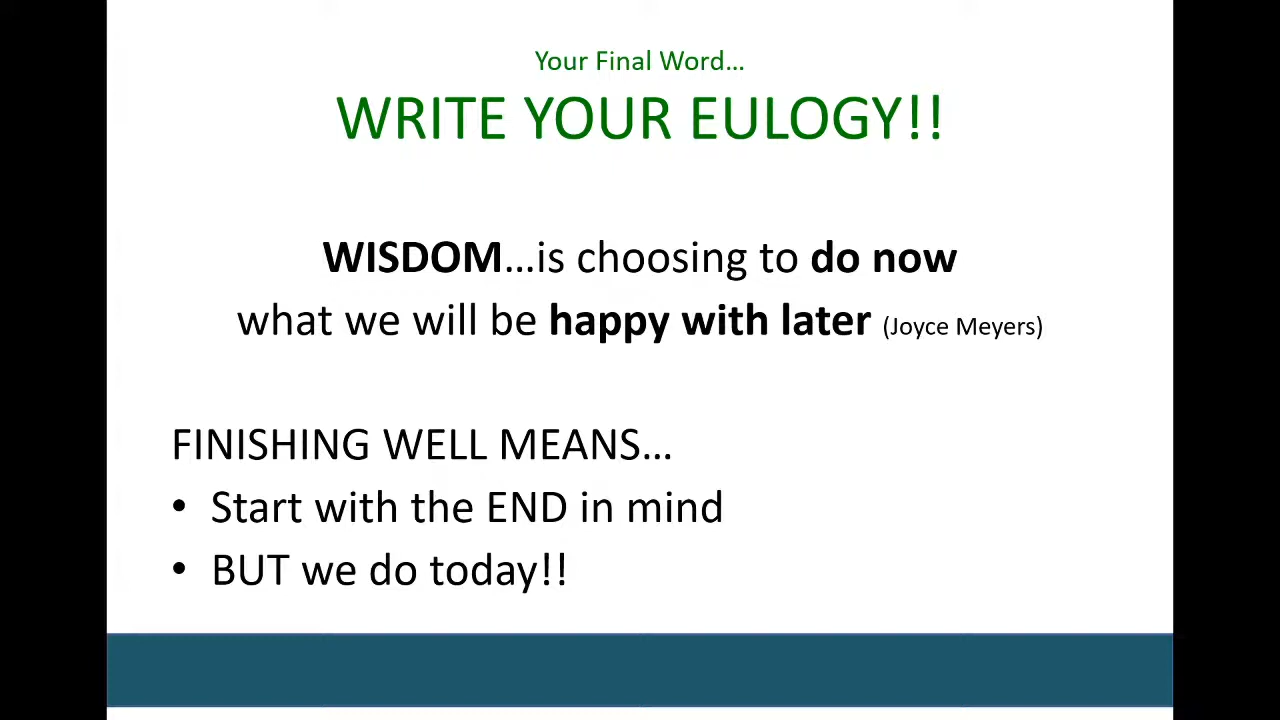 Your Final Word…
WRITE YOUR EULOGY!!
WISDOM…is choosing to do now
what we will be happy with later (Joyce Meyers)
FINISHING WELL MEANS…
• Start with the END in mind
• BUT we do today!!